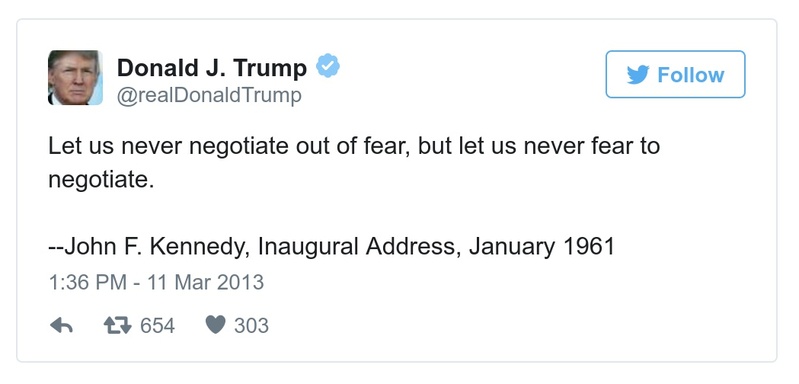 Donald J. Trump
@realDonaldTrump
Follow
Let us never negotiate out of fear, but let us never fear to
negotiate.
--John F. Kennedy, Inaugural Address, January 1961
1:36 PM - 11 Mar 2013
654 303